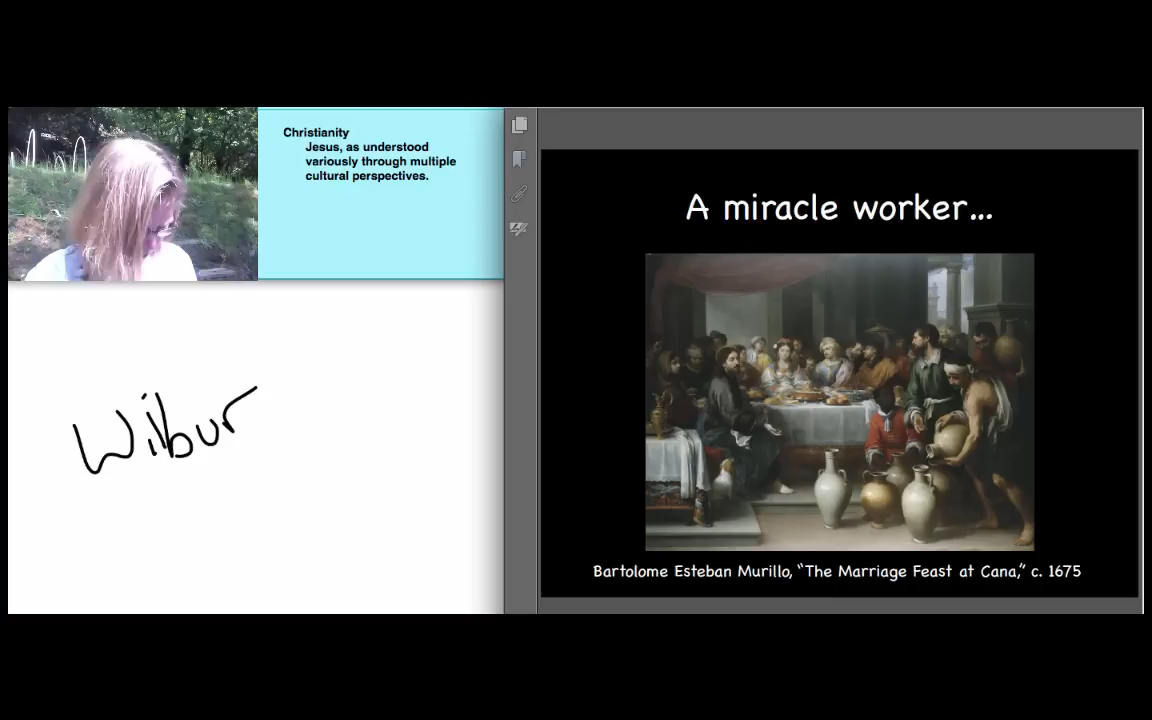 Christianity
Jesus, as understood
variously through multiple
cultural perspectives.
Wilbur
A miracle worker...
Bartolome Esteban Murillo, “The Marriage Feast at Cana,” c. 1675